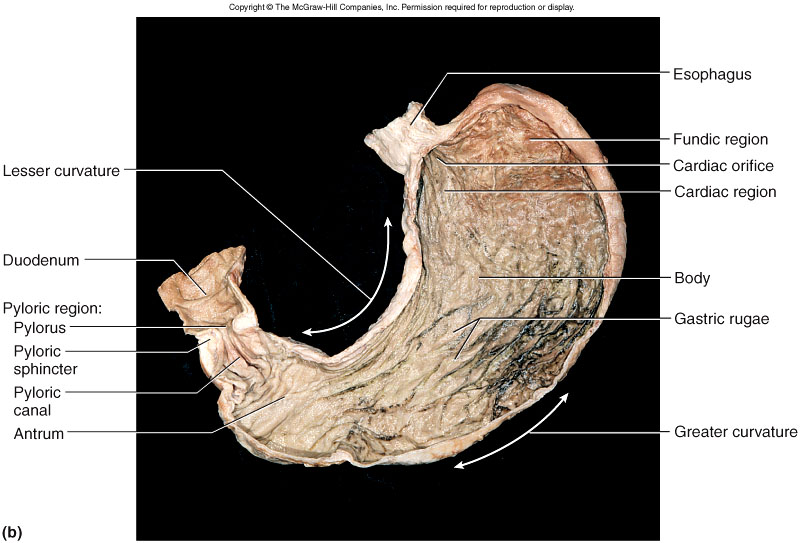 Copyright © The McGraw-Hill Companies, Inc. Permission required for reproduction or display.
Esophagus
Fundic region
Cardiac orifice
Cardiac region
Body
Gastric rugae
Greater curvature
Lesser curvature
Duodenum
Pyloric region:
Pylorus
Pyloric
sphincter
Pyloric
canal
Antrum
(b)